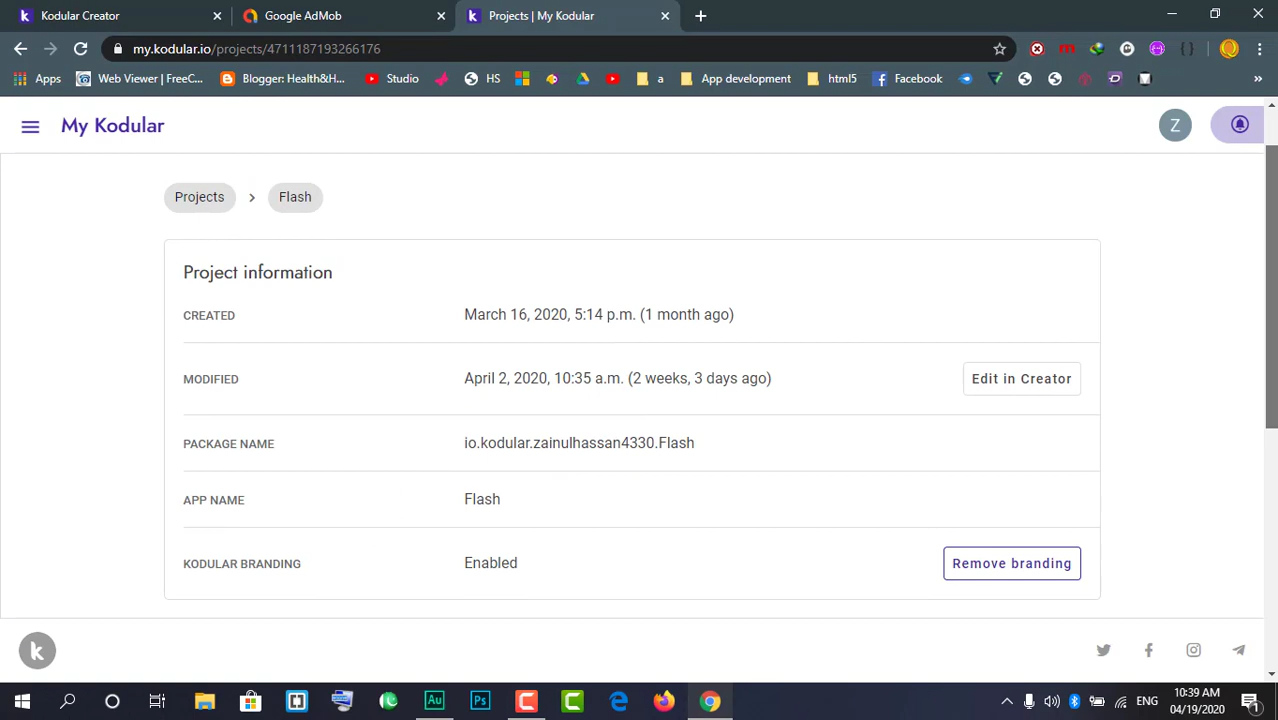 Kodular Creator
Google AdMob
Projects | My Kodular
my.kodular.io/projects/4711187193266176
Apps
Web Viewer | FreeC...
Blogger: Health&H...
Studio
HS
a
App development
html5
Facebook
»
My Kodular
Z
Projects
Flash
Project information
CREATED March 16, 2020, 5:14 p.m. (1 month ago)
MODIFIED April 2, 2020, 10:35 a.m. (2 weeks, 3 days ago) Edit in Creator
PACKAGE NAME io.kodular.zainulhassan4330.Flash
APP NAME Flash
KODULAR BRANDING Enabled Remove branding
k
Au
Ps
ENG
10:39 AM
04/19/2020
1